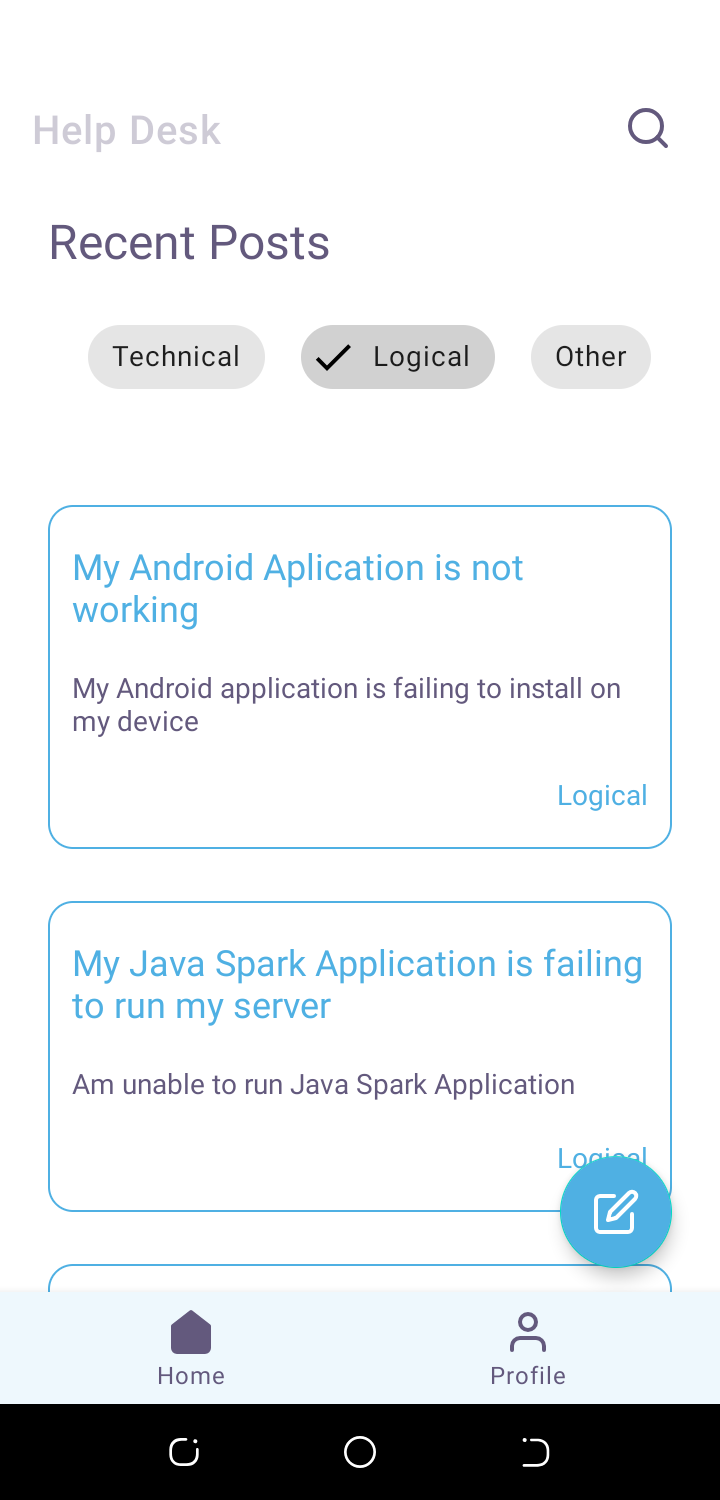 Help Desk
Recent Posts
Technical
Logical
Other
My Android Aplication is not
working
My Android application is failing to install on
my device
Logical
My Java Spark Application is failing
to run my server
Am unable to run Java Spark Application
Logical
Home
Profile